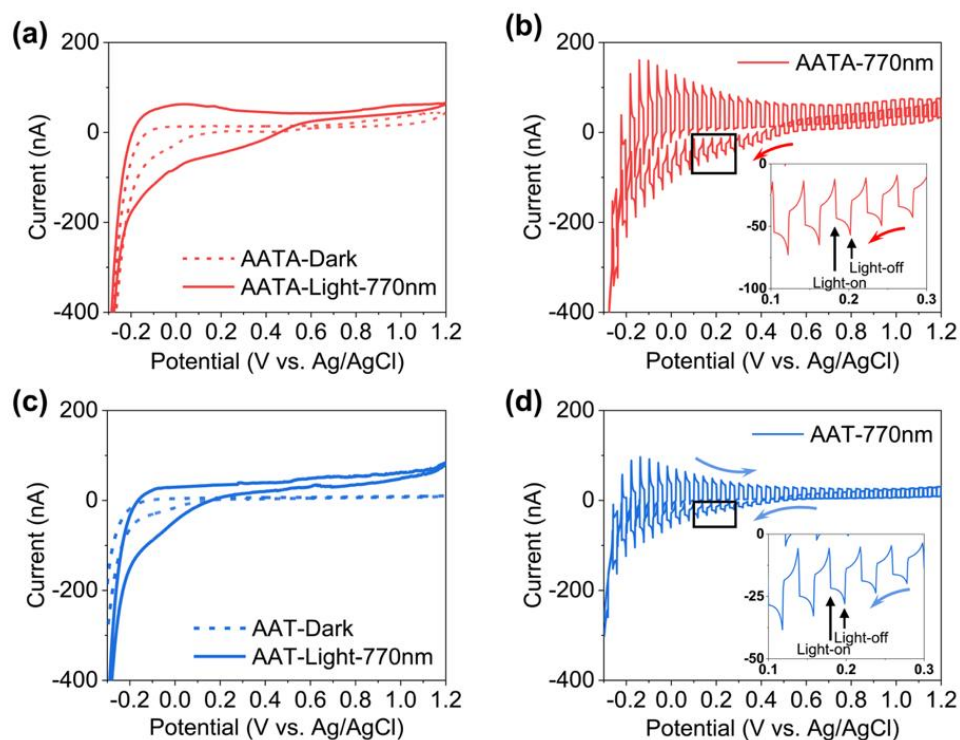 (a)
200
0
-200
-400
Current (nA)
AATA-Dark
AATA-Light-770nm
-0.2 0.0 0.2 0.4 0.6 0.8 1.0 1.2
Potential (V vs. Ag/AgCl)
(b)
200
0
-200
-400
Current (nA)
AATA-770nm
0
-50
-100
Light-off
Light-on
0.1 0.2 0.3
-0.2 0.0 0.2 0.4 0.6 0.8 1.0 1.2
Potential (V vs. Ag/AgCl)
(c)
200
0
-200
-400
Current (nA)
AAT-Dark
AAT-Light-770nm
-0.2 0.0 0.2 0.4 0.6 0.8 1.0 1.2
Potential (V vs. Ag/AgCl)
(d)
200
0
-200
-400
Current (nA)
AAT-770nm
0
-25
-50
Light-off
Light-on
0.1 0.2 0.3
-0.2 0.0 0.2 0.4 0.6 0.8 1.0 1.2
Potential (V vs. Ag/AgCl)